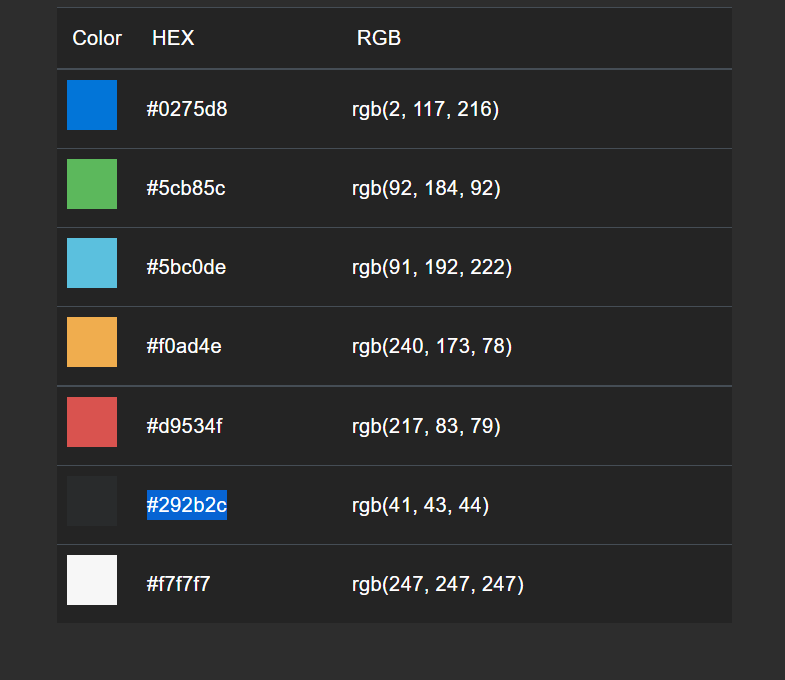 Color HEX RGB
#0275d8 rgb(2, 117, 216)
#5cb85c rgb(92, 184, 92)
#5bc0de rgb(91, 192, 222)
#f0ad4e rgb(240, 173, 78)
#d9534f rgb(217, 83, 79)
#292b2c rgb(41, 43, 44)
#f7f7f7 rgb(247, 247, 247)